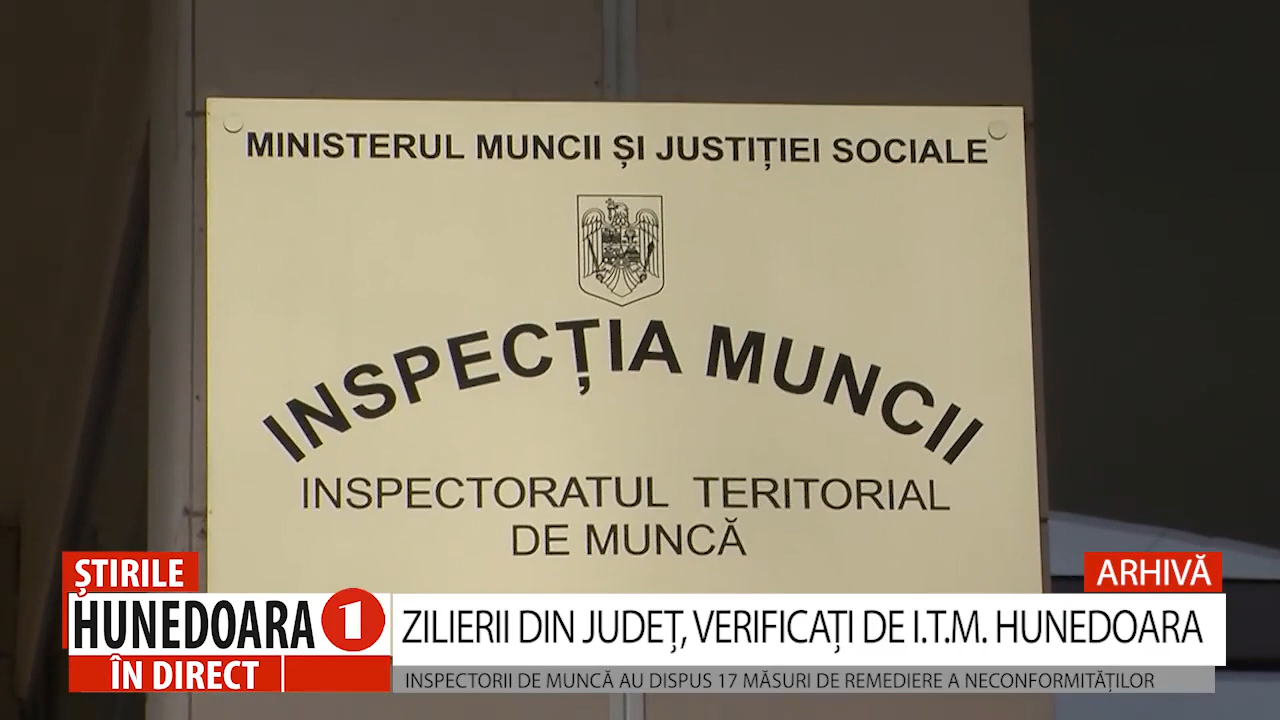 MINISTERUL MUNCII ȘI JUSTIȚIEI SOCIALE
INSPECȚIA MUNCII
INSPECTORATUL TERITORIAL
DE MUNCĂ
ȘTIRILE
HUNEDOARA 1
ÎN DIRECT
ARHIVĂ
ZILIERII DIN JUDEȚ, VERIFICAȚI DE I.T.M. HUNEDOARA
INSPECTORII DE MUNCĂ AU DISPUS 17 MĂSURI DE REMEDIERE A NECONFORMITĂȚILOR